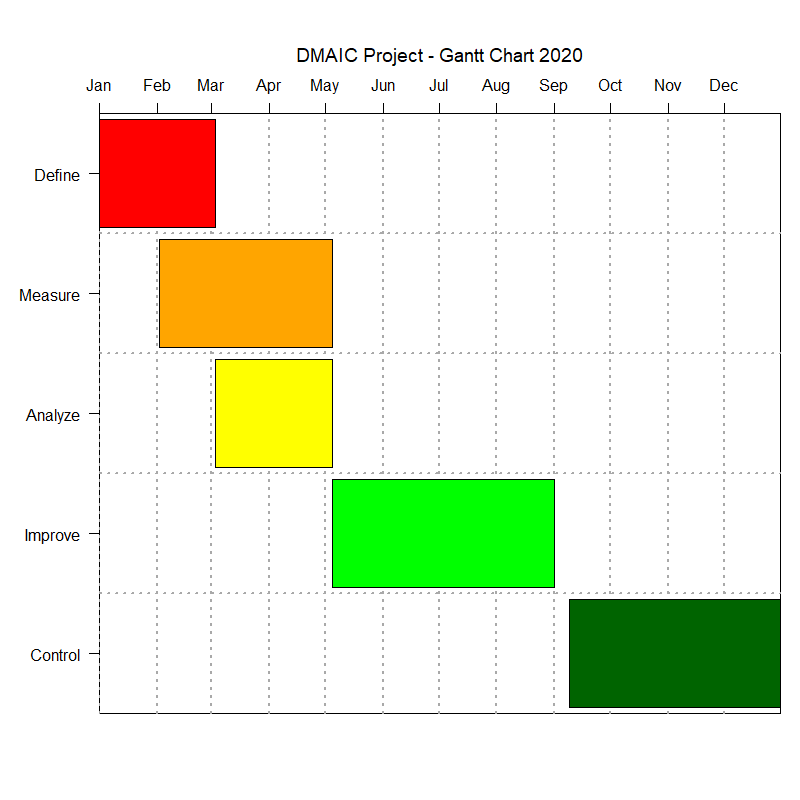 DMAIC Project - Gantt Chart 2020
Jan Feb Mar Apr May Jun Jul Aug Sep Oct Nov Dec
Define
Measure
Analyze
Improve
Control